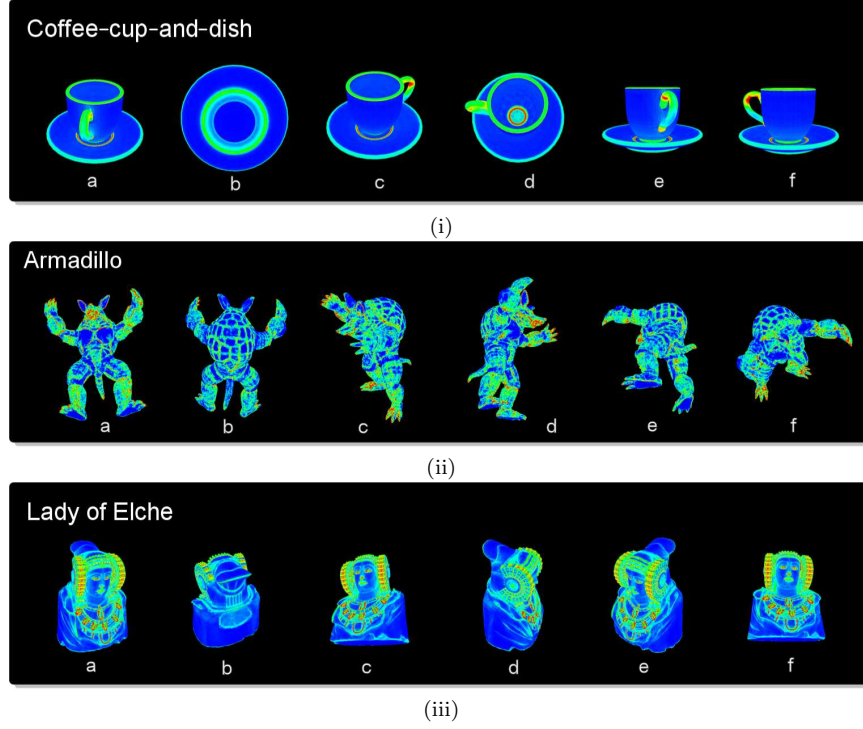 Coffee-cup-and-dish
a b c d e f
(i)
Armadillo
a b c d e f
(ii)
Lady of Elche
a b c d e f
(iii)